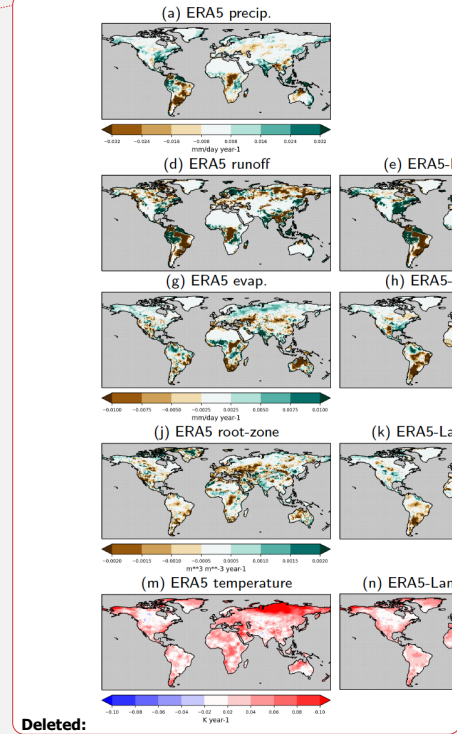 (a) ERA5 precip.
−0.032 −0.024 −0.016 −0.008 0.008 0.016 0.024 0.032
mm/day year-1
(d) ERA5 runoff (e) ERA5-
(g) ERA5 evap. (h) ERA5-
−0.0100 −0.0075 −0.0050 −0.0025 0.0025 0.0050 0.0075 0.0100
mm/day year-1
(j) ERA5 root-zone (k) ERA5-La
−0.0020 −0.0015 −0.0010 −0.0005 0.0005 0.0010 0.0015 0.0020
m**3 m**-3 year-1
(m) ERA5 temperature (n) ERA5-Lan
−0.10 −0.08 −0.06 −0.04 −0.02 0.02 0.04 0.06 0.08 0.10
K year-1
Deleted: